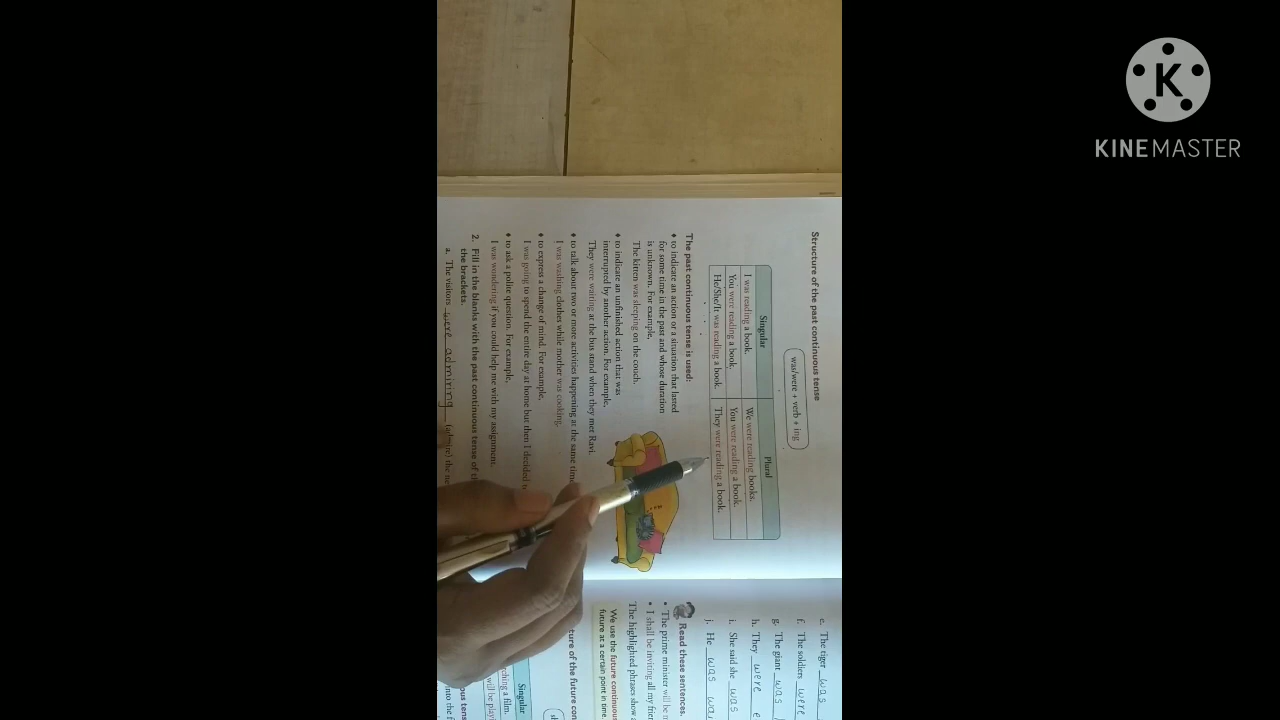 KINEMASTER
Structure of the past continuous tense
was/were + verb + ing
Singular Plural
I was reading a book. We were reading books.
You were reading a book. You were reading a book.
He/She/It was reading a book. They were reading a book.
The past continuous tense is used:
♦ to indicate an action or a situation that lasted
for some time in the past and whose duration
is unknown. For example,
The kitten was sleeping on the couch.
♦ to indicate an unfinished action that was
interrupted by another action. For example,
They were waiting at the bus stand when they met Ravi.
♦ to talk about two or more activities happening at the same time
I was washing clothes while mother was cooking.
♦ to express a change of mind. For example,
I was going to spend the entire day at home but then I decided
♦ to ask a polite question. For example,
I was wondering if you could help me with my assignment.
2. Fill in the blanks with the past continuous tense of
the brackets.
a. The visitors were admiring (admire) the
e. The tiger was
f. The soldiers were
g. The giant was
h. They were
i. She said she was
j. He was
Read these sentences.
• The prime minister will be
• I shall be inviting all my
The highlighted phrases show
We use the future continuous
future at a certain point in time
of the future
Singular
a film.
will be